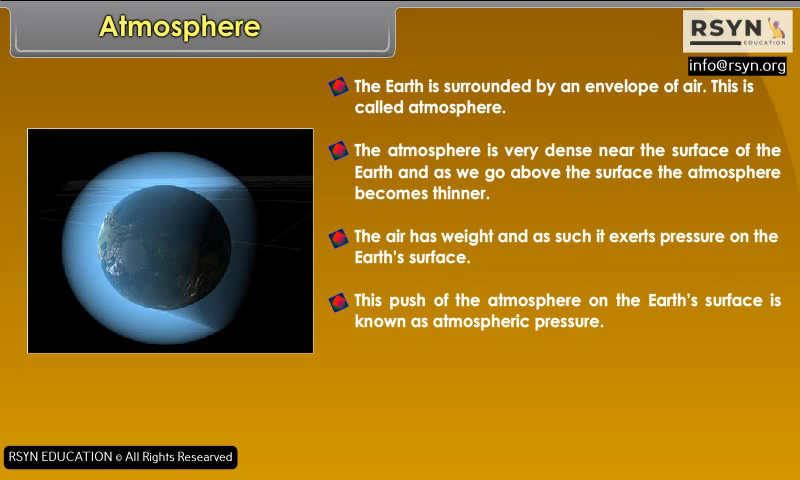 Atmosphere
RSYN
EDUCATION
info@rsyn.org
The Earth is surrounded by an envelope of air. This is
called atmosphere.
The atmosphere is very dense near the surface of the
Earth and as we go above the surface the atmosphere
becomes thinner.
The air has weight and as such it exerts pressure on the
Earth's surface.
This push of the atmosphere on the Earth's surface is
known as atmospheric pressure.
RSYN EDUCATION © All Rights Researved